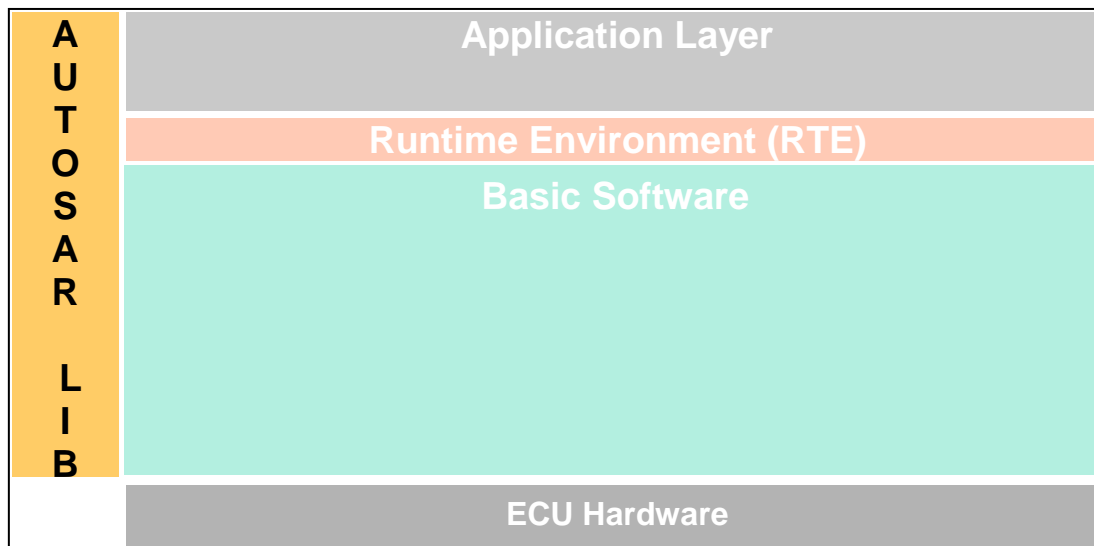 A
U
T
O
S
A
R
L
I
B
Application Layer
Runtime Environment (RTE)
Basic Software
ECU Hardware